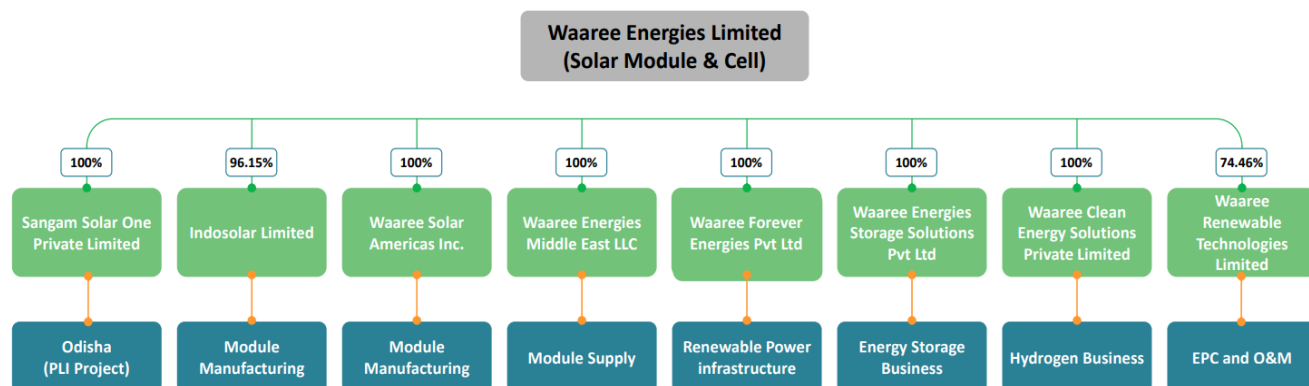 Waaree Energies Limited
(Solar Module & Cell)
100%
96.15%
100%
100%
100%
100%
100%
74.46%
Sangam Solar One
Private Limited
Indosolar Limited
Waaree Solar
Americas Inc.
Waaree Energies
Middle East LLC
Waaree Forever
Energies Pvt Ltd
Waaree Energies
Storage Solutions
Pvt Ltd
Waaree Clean
Energy Solutions
Private Limited
Waaree
Renewable
Technologies
Limited
Odisha
(PLI Project)
Module
Manufacturing
Module
Manufacturing
Module Supply
Renewable Power
infrastructure
Energy Storage
Business
Hydrogen Business
EPC and O&M